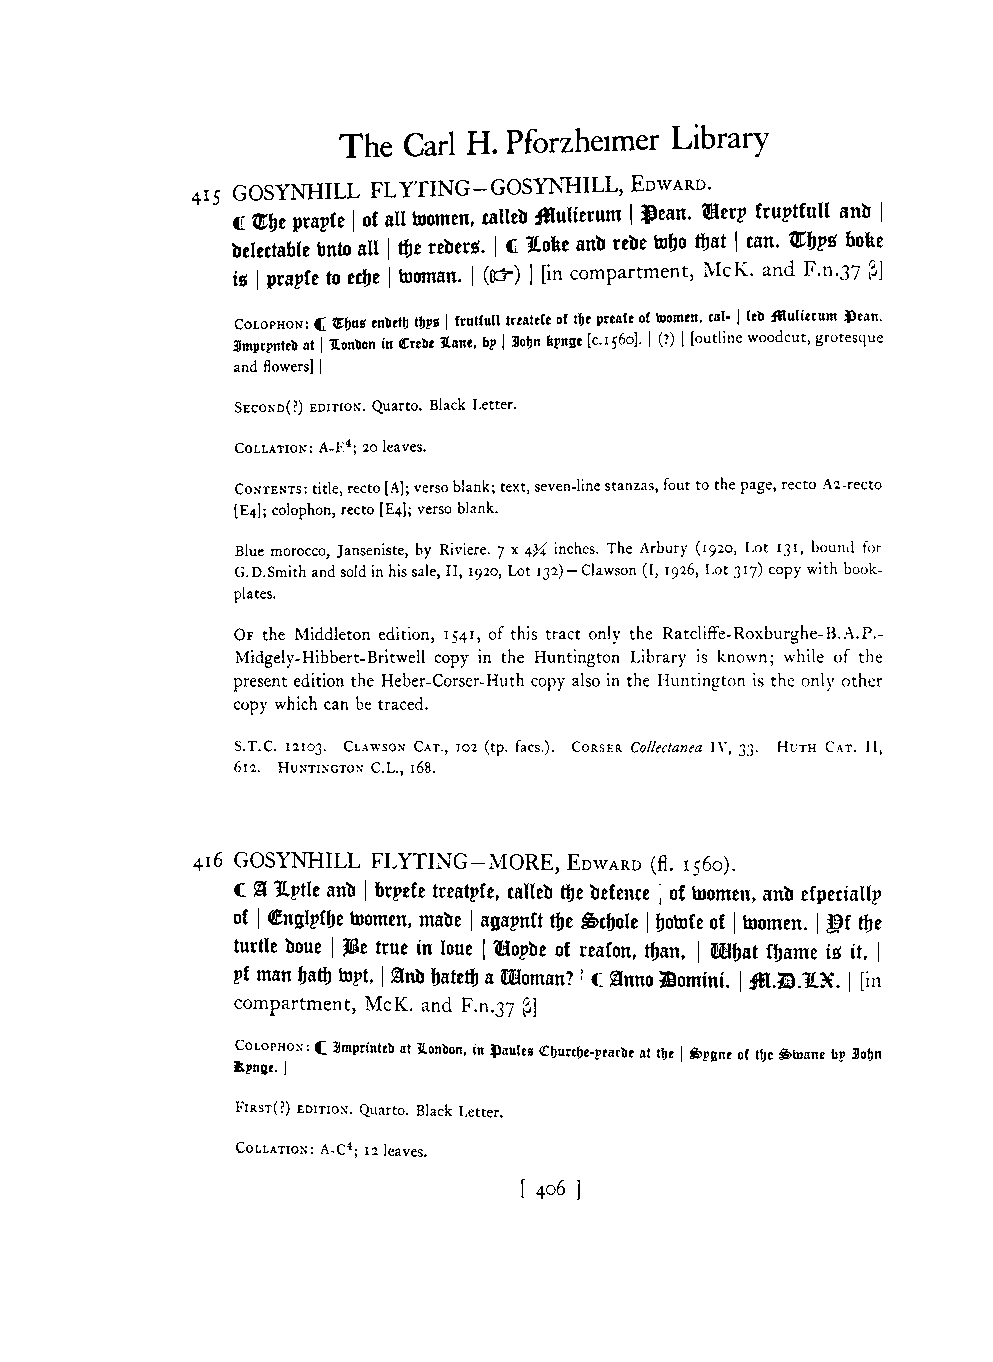 The Carl H. Pforzheimer Library
415 GOSYNHILL FLYTING—GOSYNHILL, EDWARD.
❡ The prayſe | of all women, called Mulierum | Pean. Uery fruytfull and |
delectable vnto all | the reders. | ❡ Loke and rede who that | can. Thys boke
is | prayſe to eche | woman. | (☞) | [in compartment, McK. and F.n.37 β]
COLOPHON: ❡ Thus endeth thys | fruitfull treateſe of the preaſe of women, cal- | led Mulierum Pean.
Imprynted at | London in Crede Lane, by | John kynge [c.1560]. | (?) | [outline woodcut, grotesque
and flowers] |
SECOND(?) EDITION. Quarto. Black Letter.
COLLATION: A-E⁴; 20 leaves.
CONTENTS: title, recto [A]; verso blank; text, seven-line stanzas, four to the page, recto A2-recto
[E4]; colophon, recto [E4]; verso blank.
Blue morocco, Janseniste, by Riviere. 7 x 4¾ inches. The Arbury (1920, Lot 131, bound for
G.D.Smith and sold in his sale, II, 1920, Lot 132)—Clawson (I, 1926, Lot 317) copy with book-
plates.
OF the Middleton edition, 1541, of this tract only the Ratcliffe-Roxburghe-B.A.P.-
Midgely-Hibbert-Britwell copy in the Huntington Library is known; while of the
present edition the Heber-Corser-Huth copy also in the Huntington is the only other
copy which can be traced.
S.T.C. 12103. CLAWSON CAT., 102 (tp. facs.). CORSER Collectanea IV, 33. HUTH CAT. II,
612. HUNTINGTON C.L., 168.
416 GOSYNHILL FLYTING—MORE, EDWARD (fl. 1560).
❡ A Lytle and | bryefe treatyſe, called the defence | of women, and eſpecially
of | Englyſhe women, made | agaynſt the Schole | howſe of | women. | Yf the
turtle doue | Be true in loue | Uoyde of reaſon, than, | What ſhame is it, |
yf man hath wyt, | And hateth a Woman? | ❡ Anno Domini. | M.D.LX. | [in
compartment, McK. and F.n.37 β]
COLOPHON: ❡ Imprinted at London, in Paules Churche-yearde at the | Sygne of the Swane by John
Kynge. |
FIRST(?) EDITION. Quarto. Black Letter.
COLLATION: A-C⁴; 12 leaves.
[ 406 ]